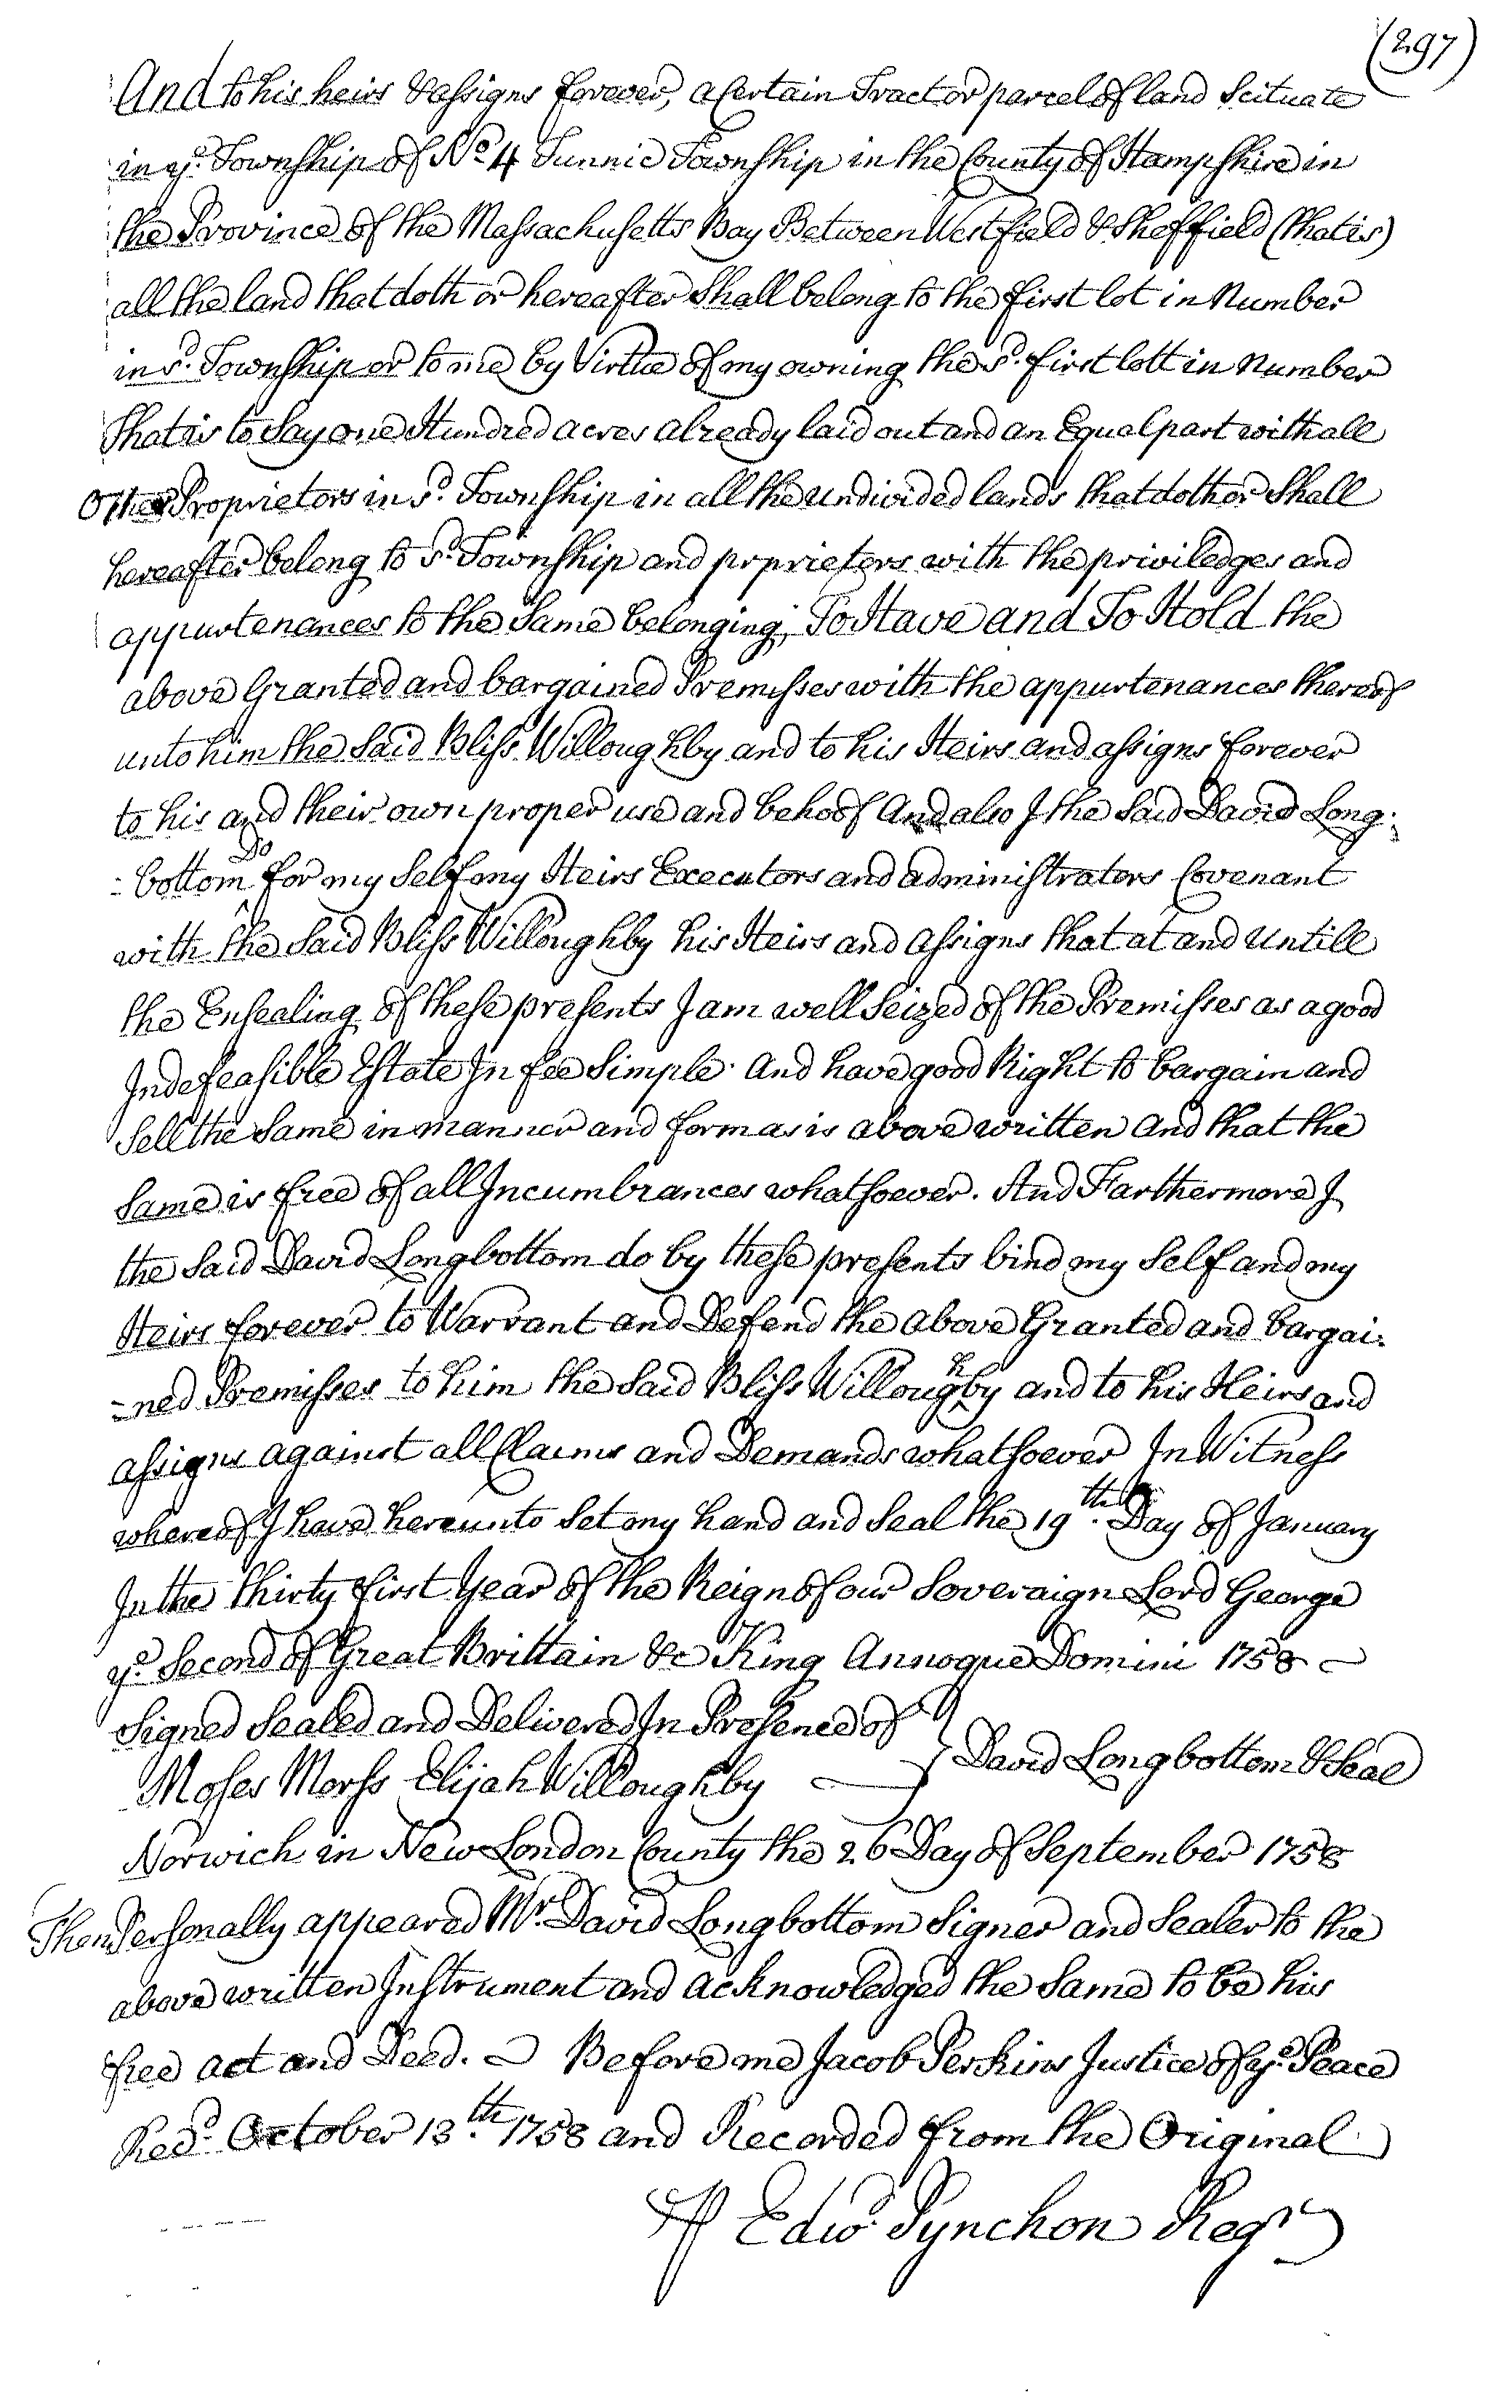 (297)
And to his heirs & assigns forever, a Certain Tract or parcel of land Scituate
in ye. Township of No. 4 Tunnic Township in the County of Hampshire in
the Province of the Massachusetts Bay Between Westfield & Sheffield (that is)
all the land that doth or hereafter Shall belong to the first lot in Number
in sd. Township or to me by Virtue of my owning the sd. first lott in Number
that is to Say one Hundred acres already laid out and an Equal part with all
Other Proprietors in sd. Township in all the undivided lands that doth or Shall
hereafter belong to sd. Township and proprieters with the priviledges and
appurtenances to the Same belonging, To Have and To Hold the
above Granted and bargained Premisses with the appurtenances thereof
unto him the Said Bliss Willoughby and to his Heirs and assigns forever
to his and their own proper use and behoof And also I the Said David Long-
-bottom Do for my Self my Heirs Executors and administrators Covenant
with the Said Bliss Willoughby his Heirs and assigns that at and Untill
the Ensealing of these presents I am well Seized of the Premisses as a good
Indefeasible Estate In fee Simple. And have good Right to bargain and
Sell the Same in manner and form as is above written And that the
Same is free of all Incumbrances whatsoever. And Farthermore I
the Said David Longbottom do by these presents bind my Self and my
Heirs forever to Warrant and Defend the above Granted and bargai-
-ned Premisses to him the Said Bliss Willoughby and to his Heirs and
assigns against all Claims and Demands whatsoever In Witness
whereof I have hereunto Set my hand and Seal the 19th. Day of January
In the thirty first Year of the Reign of our Soveraign Lord George
ye. Second of Great Brittain &c King Annoque Domini 1758
Signed Sealed and Delivered In Presence of
Moses Morss Elijah Willoughby } David Longbottom & Seal
Norwich in New London County the 26 Day of September 1758
Then Personally appeared Mr. David Longbottom Signer and Sealer to the
above written Instrument and acknowledged the Same to be his
free act and Deed. Before me Jacob Perkins Justice of ye. Peace
Recd. October 13th. 1758 and Recorded from the Original
⅌ Edwd. Pynchon Regr